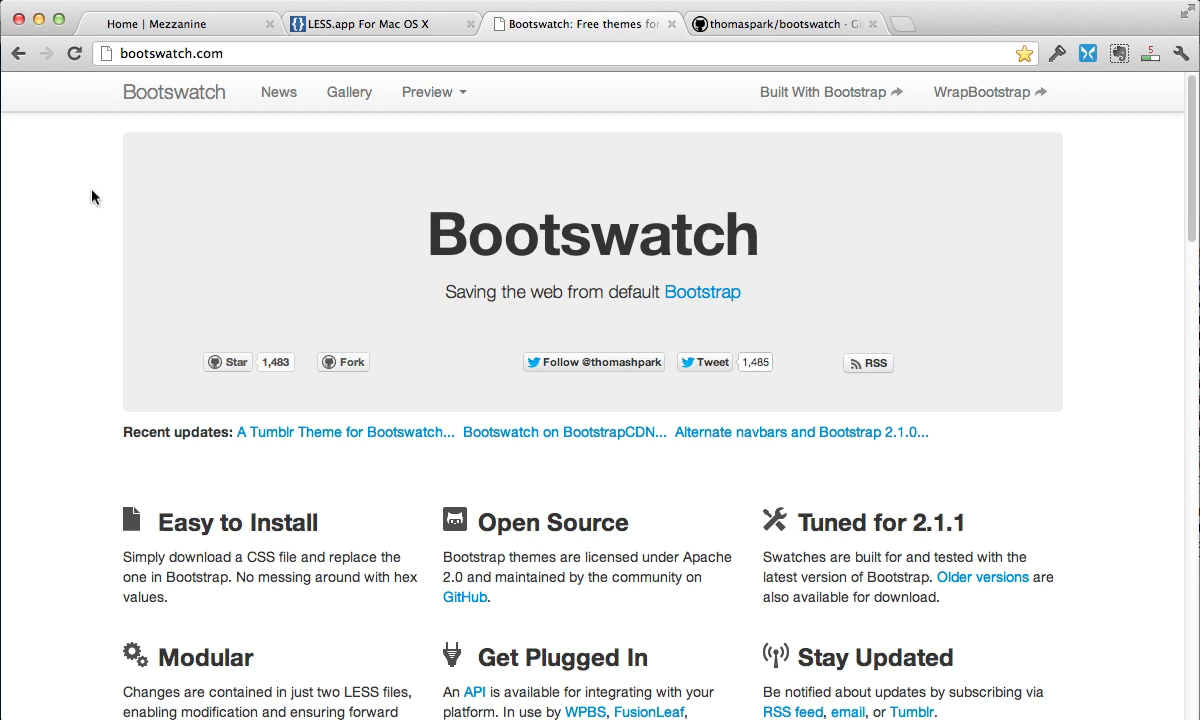 Home | Mezzanine
LESS.app For Mac OS X
Bootswatch: Free themes for
thomaspark/bootswatch · Gi
bootswatch.com
5
Bootswatch News Gallery Preview Built With Bootstrap WrapBootstrap
Bootswatch
Saving the web from default Bootstrap
Star 1,483 Fork Follow @thomashpark Tweet 1,485 RSS
Recent updates: A Tumblr Theme for Bootswatch... Bootswatch on BootstrapCDN... Alternate navbars and Bootstrap 2.1.0...
Easy to Install
Simply download a CSS file and replace the
one in Bootstrap. No messing around with hex
values.
Open Source
Bootstrap themes are licensed under Apache
2.0 and maintained by the community on
GitHub.
Tuned for 2.1.1
Swatches are built for and tested with the
latest version of Bootstrap. Older versions are
also available for download.
Modular
Changes are contained in just two LESS files,
enabling modification and ensuring forward
Get Plugged In
An API is available for integrating with your
platform. In use by WPBS, FusionLeaf,
Stay Updated
Be notified about updates by subscribing via
RSS feed, email, or Tumblr.